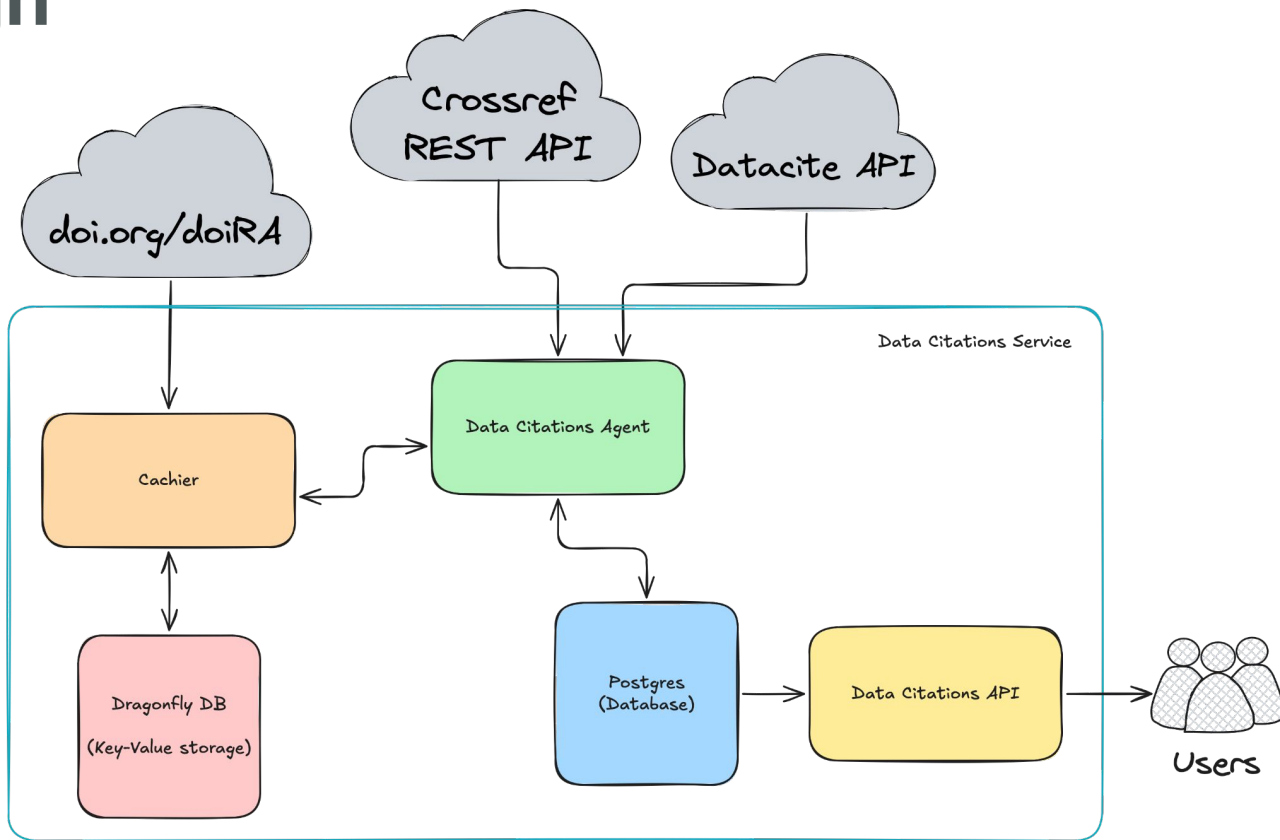 Crossref
REST API
Datacite API
doi.org/doiRA
Data Citations Service
Data Citations Agent
Cachier
Dragonfly DB
(Key-Value storage)
Postgres
(Database)
Data Citations API
Users